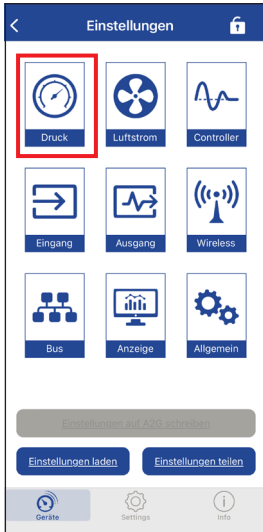 Einstellungen
Druck
Luftstrom
Controller
Eingang
Ausgang
Wireless
Bus
Anzeige
Allgemein
Einstellungen auf A2G schreiben
Einstellungen laden
Einstellungen teilen
Geräte
Settings
Info